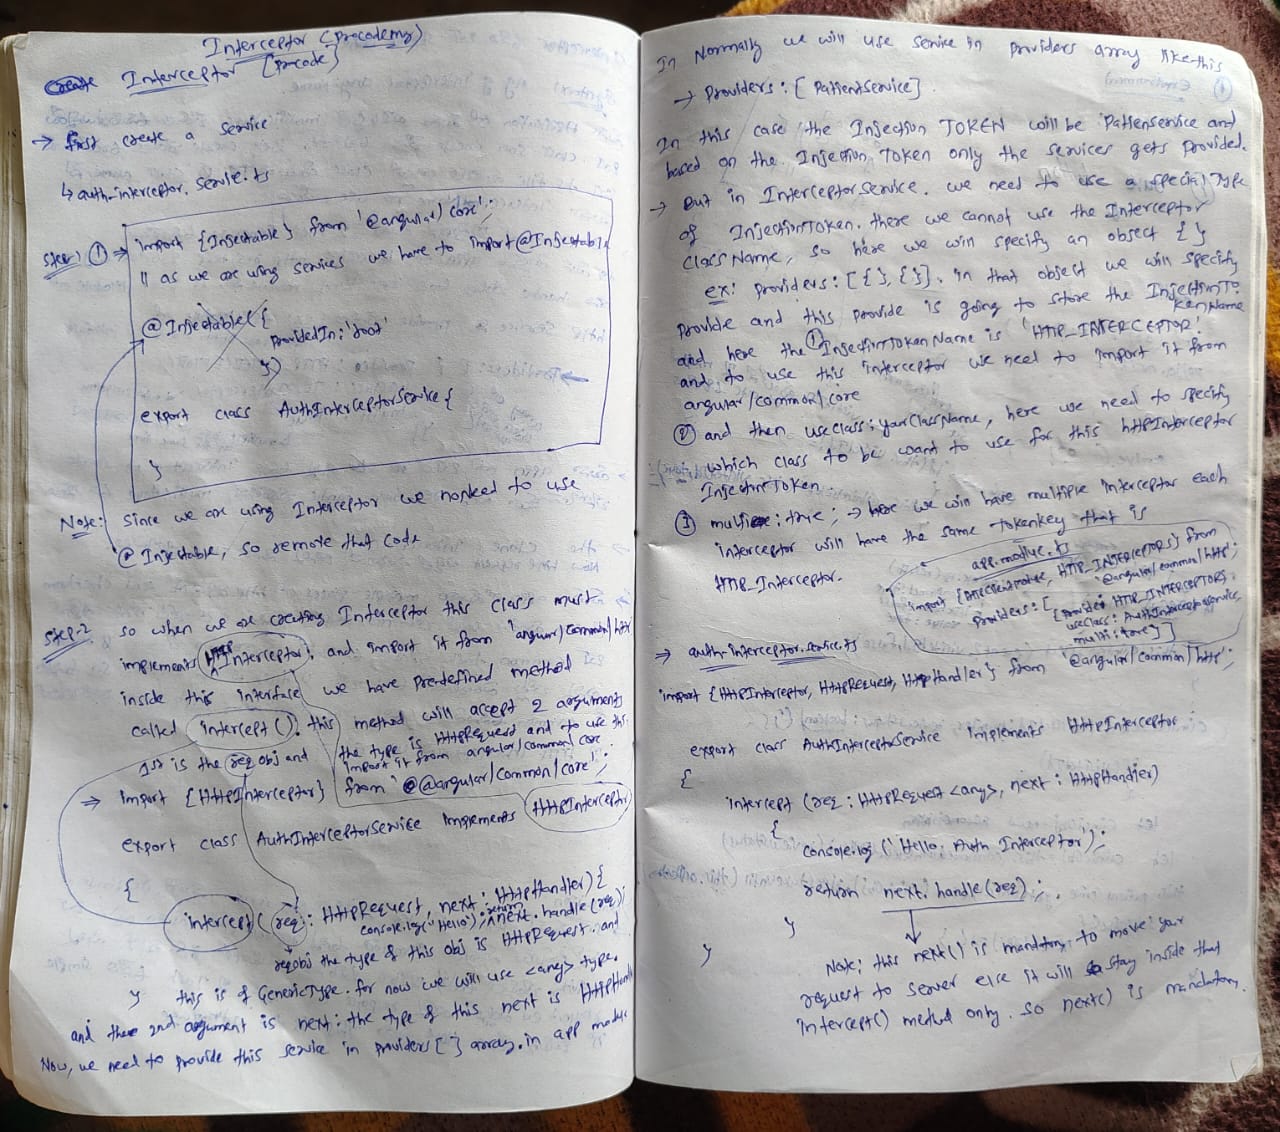 Interceptor (procademy)
Create Interceptor [procode]
→ first create a service
↳ auth-interceptor.servie.ts
step ① → import {Injectable} from '@angular/core';
// as we are using services we have to import @Injectable
@Injectable({
providedIn: 'root'
})
export class AuthInterceptorService {
}
Note: Since we are using Interceptor we no need to use
@Injectable, so remote that code
Step-2 so when we are creating Interceptor this class must
implements HTTP Interceptor, and import it from 'angular/common/http
inside this interface we have predefined method
called intercept(), this method will accept 2 arguments
1st is the req obj and the type is HttpRequest and to use this
import it from angular/common/core
⇒ import {HttpInterceptor} from '@angular/common/core';
export class AuthInterceptorService implements HttpInterceptor
{
intercept (req: HttpRequest, next: HttpHandler) {
console.log("Hello"); return next.handle(req);
reqobj the type of this obj is HttpRequest and
} this is of GenericType. for now we will use <any> type.
and the 2nd argument is next: the type of this next is HttpHandl
Now, we need to provide this service in providers[] array. in app module
In Normally we will use service in providers array like this
→ Providers: [PatientService]
In this case the Injection TOKEN will be Patienservice and
based on the Injection Token only the services gets provided.
→ But in Interceptor service. we need to use a special Type
of InjectionToken. there we cannot use the Interceptor
ClassName, so here we will specify an object {}
ex: providers: [{}, {}]. in that object we will specify
provide and this provide is going to store the InjectionTo
kenName
and here the ① InjectionTokenName is 'HTTP_INTERCEPTOR'
and to use this interceptor we need to import it from
angular/common/core
② and then useClass: yourClassName, here we need to specify
which class to be want to use for this httpInterceptor
InjectionToken.
③ multi: true; → here we will have multiple interceptor each
interceptor will have the same tokenkey that is
HTTP_Interceptor.
app.module.ts
import {HttpClientModule, HTTP_INTERCEPTORS} from
'@angular/common/http';
Providers: [{provide: HTTP_INTERCEPTORS,
useClass: AuthInterceptorService,
multi: true}]
⇒ auth-interceptor.service.ts
import {HttpInterceptor, HttpRequest, HttpHandler} from '@angular/common/http';
export class AuthInterceptorService implements HttpInterceptor
{
intercept (req: HttpRequest<any>, next: HttpHandler)
{
console.log('Hello, Auth Interceptor');
return next.handle(req);
}
}
Note; this next() is mandatory, to move your
request to server else it will stay inside that
intercept() method only. so next() is mandatory.